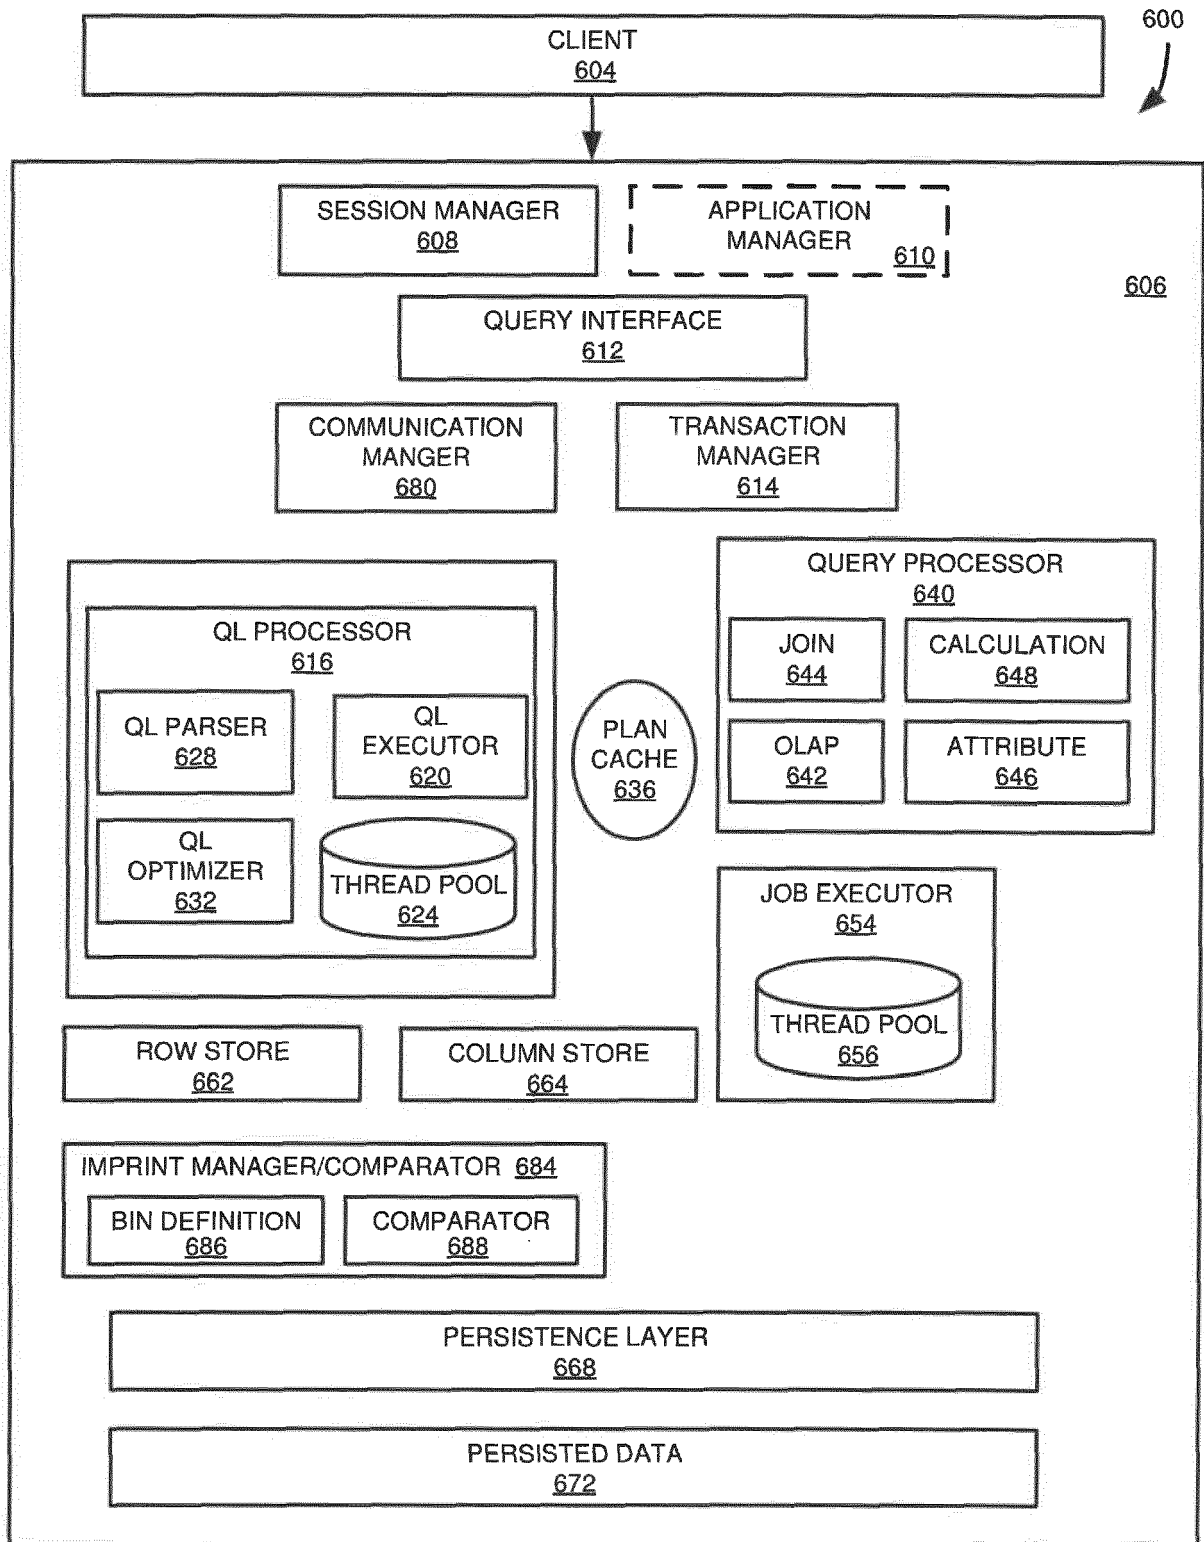 600
CLIENT
604
SESSION MANAGER
608
APPLICATION
MANAGER
610
606
QUERY INTERFACE
612
COMMUNICATION
MANGER
680
TRANSACTION
MANAGER
614
QL PROCESSOR
616
QL PARSER
628
QL
EXECUTOR
620
QL
OPTIMIZER
632
THREAD POOL
624
PLAN
CACHE
636
QUERY PROCESSOR
640
JOIN
644
CALCULATION
648
OLAP
642
ATTRIBUTE
646
JOB EXECUTOR
654
THREAD POOL
656
ROW STORE
662
COLUMN STORE
664
IMPRINT MANAGER/COMPARATOR 684
BIN DEFINITION
686
COMPARATOR
688
PERSISTENCE LAYER
668
PERSISTED DATA
672